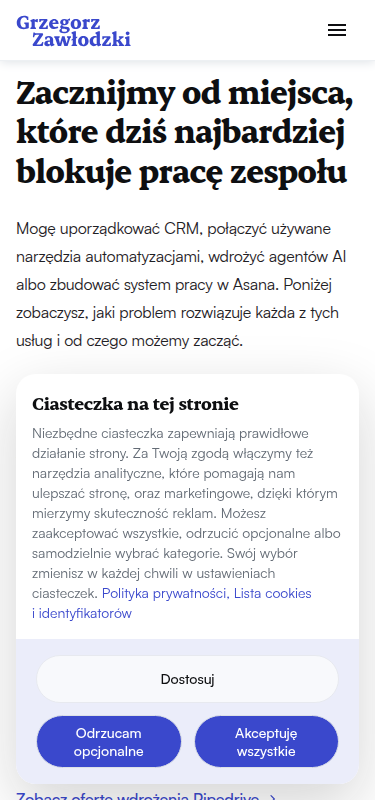 Grzegorz
Zawłodzki
Zacznijmy od miejsca,
które dziś najbardziej
blokuje pracę zespołu
Mogę uporządkować CRM, połączyć używane
narzędzia automatyzacjami, wdrożyć agentów AI
albo zbudować system pracy w Asana. Poniżej
zobaczysz, jaki problem rozwiązuje każda z tych
usług i od czego możemy zacząć.
Ciasteczka na tej stronie
Niezbędne ciasteczka zapewniają prawidłowe
działanie strony. Za Twoją zgodą włączymy też
narzędzia analityczne, które pomagają nam
ulepszać stronę, oraz marketingowe, dzięki którym
mierzymy skuteczność reklam. Możesz
zaakceptować wszystkie, odrzucić opcjonalne albo
samodzielnie wybrać kategorie. Swój wybór
zmienisz w każdej chwili w ustawieniach
ciasteczek. Polityka prywatności, Lista cookies
i identyfikatorów
Dostosuj
Odrzucam
opcjonalne
Akceptuję
wszystkie
Zobacz ofertę wdrożenia Pipedrive →